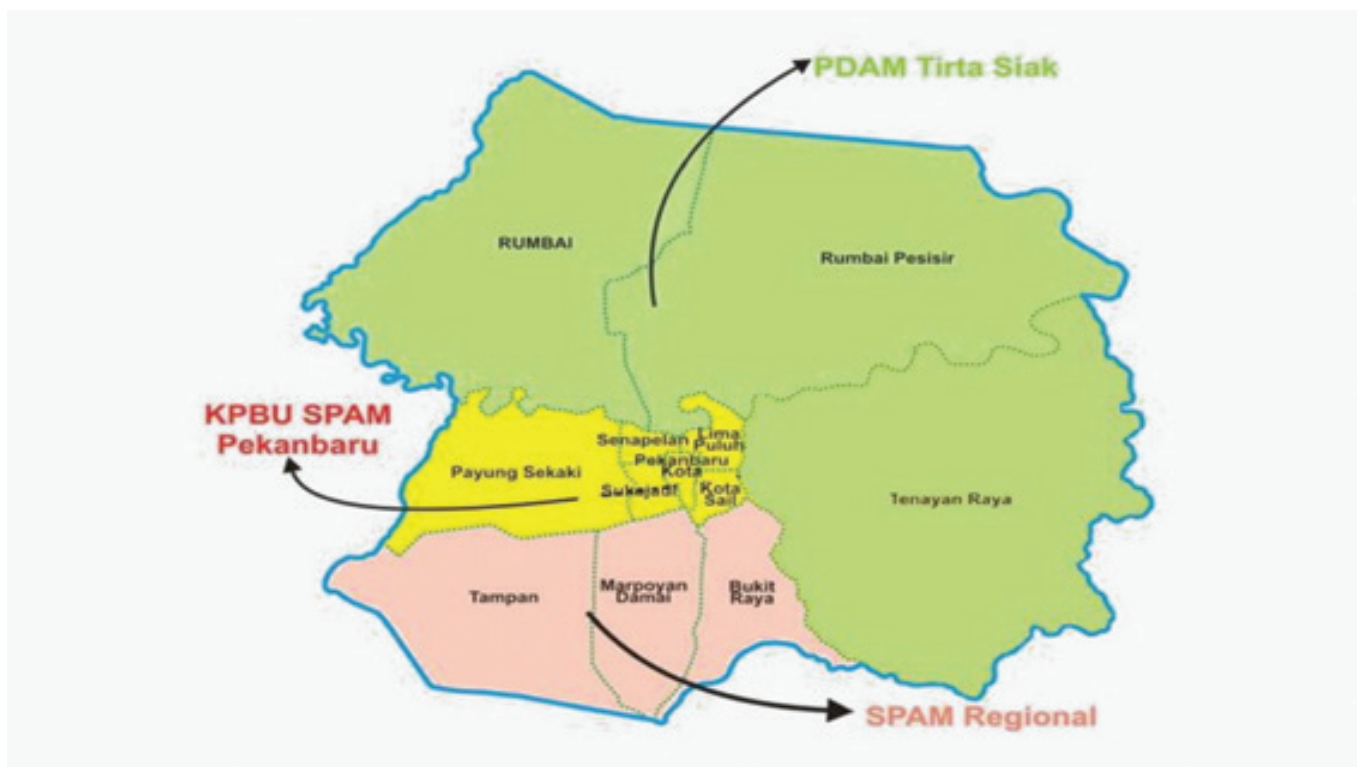 PDAM Tirta Siak
RUMBAI
Rumbai Pesisir
KPBU SPAM
Pekanbaru
Senapelan
Lima
Puluh
Payung Sekaki
Pekanbaru
Kota
Sukajadi
Kota
Sail
Tenayan Raya
Tampan
Marpoyan
Damai
Bukit
Raya
SPAM Regional